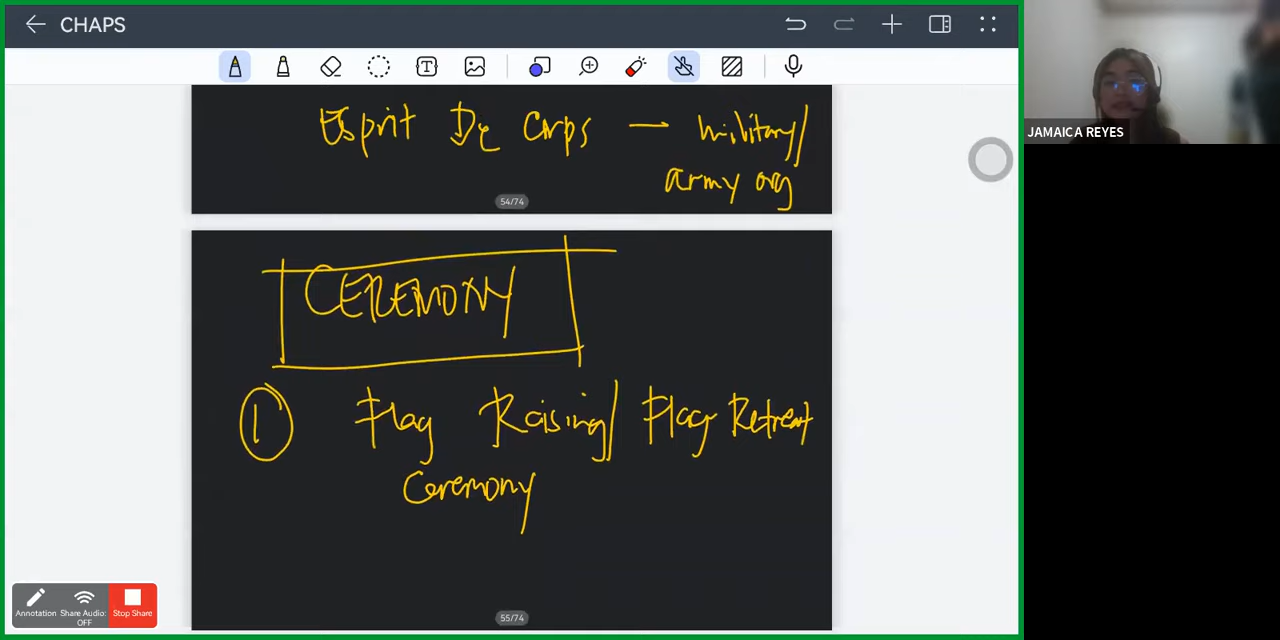 CHAPS
JAMAICA REYES
Esprit De Corps — military/
army org
54/74
CEREMONY
1 Flag Raising/ Flag Retreat
Ceremony
Annotation Share Audio: OFF Stop Share
55/74